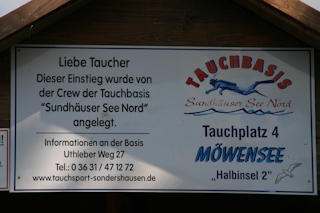 Liebe Taucher
Dieser Einstieg wurde von
der Crew der Tauchbasis
"Sundhäuser See Nord"
angelegt.
Informationen an der Basis
Uthleber Weg 27
Tel.: 0 36 31 / 47 12 72
www.tauchsport-sondershausen.de
TAUCHBASIS
Sundhäuser See Nord
Tauchplatz 4
MÖWENSEE
„Halbinsel 2"